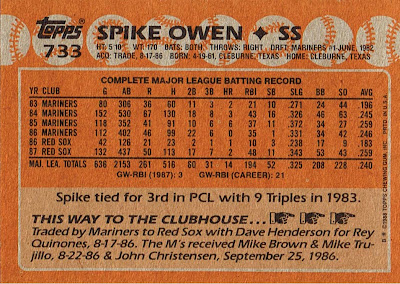 Topps
733
SPIKE OWEN ✦ SS
HT: 5'10" WT: 170 BATS: BOTH THROWS: RIGHT DRAFT: MARINERS #1-JUNE, 1982
ACQ: TRADE, 8-17-86 BORN: 4-19-61, CLEBURNE, TEXAS HOME: CLEBURNE, TEXAS
COMPLETE MAJOR LEAGUE BATTING RECORD
YR CLUB G AB R H 2B 3B HR RBI SB SLG BB SO AVG
83 MARINERS 80 306 36 60 11 3 2 21 10 .271 24 44 .196
84 MARINERS 152 530 67 130 18 8 3 43 16 .326 46 63 .245
85 MARINERS 118 352 41 91 10 6 6 37 11 .372 34 27 .259
86 MARINERS 112 402 46 99 22 6 0 35 1 .331 34 42 .246
86 RED SOX 42 126 21 23 2 1 1 10 3 .238 17 9 .183
87 RED SOX 132 437 50 113 17 7 2 48 11 .343 53 43 .259
MAJ. LEA. TOTALS 636 2153 261 516 80 31 14 194 52 208 228 .240
GW-RBI (1987): 3 GW-RBI (CAREER): 21
Spike tied for 3rd in PCL with 9 Triples in 1983.
THIS WAY TO THE CLUBHOUSE...
Traded by Mariners to Red Sox with Dave Henderson for Rey
Quinones, 8-17-86. The M's received Mike Brown & Mike Tru-
jillo, 8-22-86 & John Christensen, September 25, 1986.
© 1988 TOPPS CHEWING GUM, INC. PRTD. IN U.S.A.